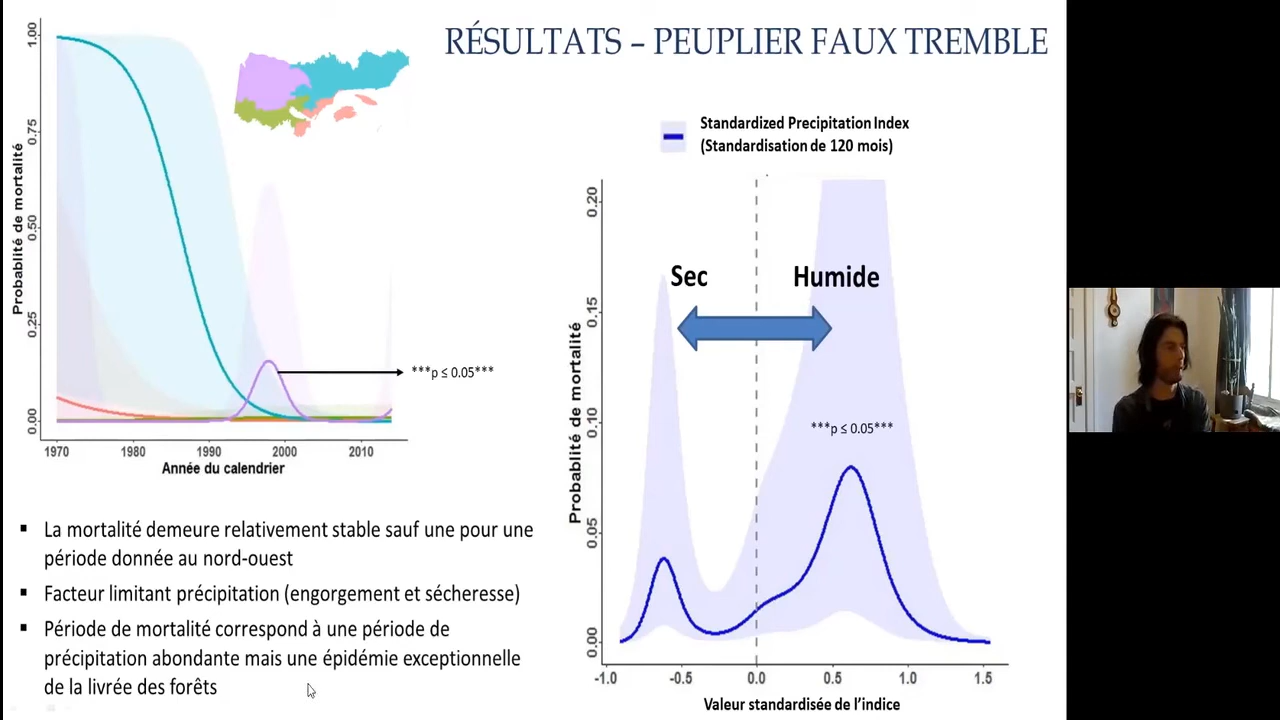 RÉSULTATS – PEUPLIER FAUX TREMBLE
Probablité de mortalité
1.00
0.75
0.50
0.25
0.00
1970
1980
1990
2000
2010
Année du calendrier
***p ≤ 0.05***
Standardized Precipitation Index
(Standardisation de 120 mois)
Sec
Humide
***p ≤ 0.05***
Probablité de mortalité
0.20
0.15
0.10
0.05
0.00
-1.0
-0.5
0.0
0.5
1.0
1.5
Valeur standardisée de l'indice
▪ La mortalité demeure relativement stable sauf une pour une
période donnée au nord-ouest
▪ Facteur limitant précipitation (engorgement et sécheresse)
▪ Période de mortalité correspond à une période de
précipitation abondante mais une épidémie exceptionnelle
de la livrée des forêts